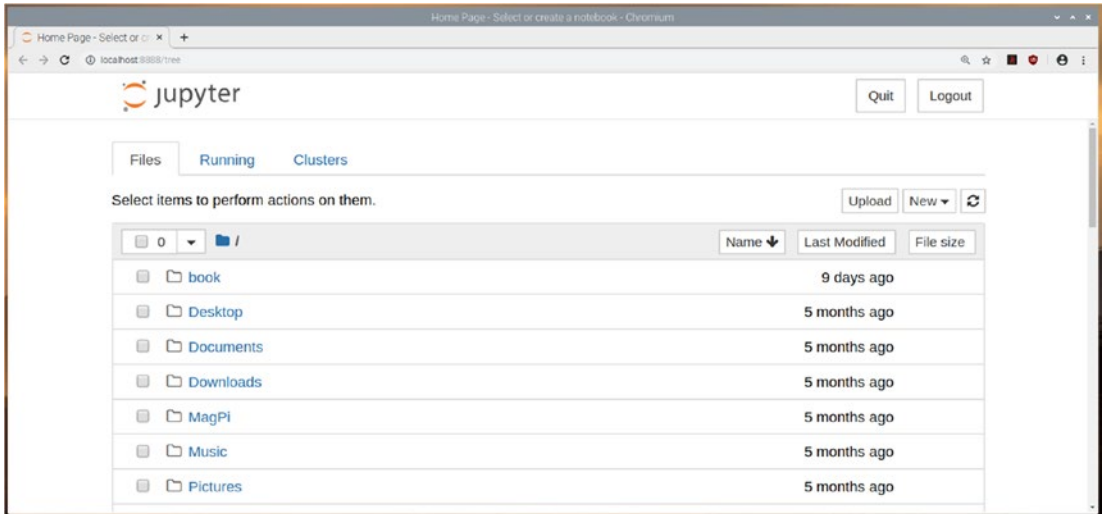 Home Page - Select or create a notebook - Chromium
Home Page - Select or cr
localhost:8888/tree
jupyter
Quit Logout
Files Running Clusters
Select items to perform actions on them.
Upload New
0 / Name Last Modified File size
book 9 days ago
Desktop 5 months ago
Documents 5 months ago
Downloads 5 months ago
MagPi 5 months ago
Music 5 months ago
Pictures 5 months ago